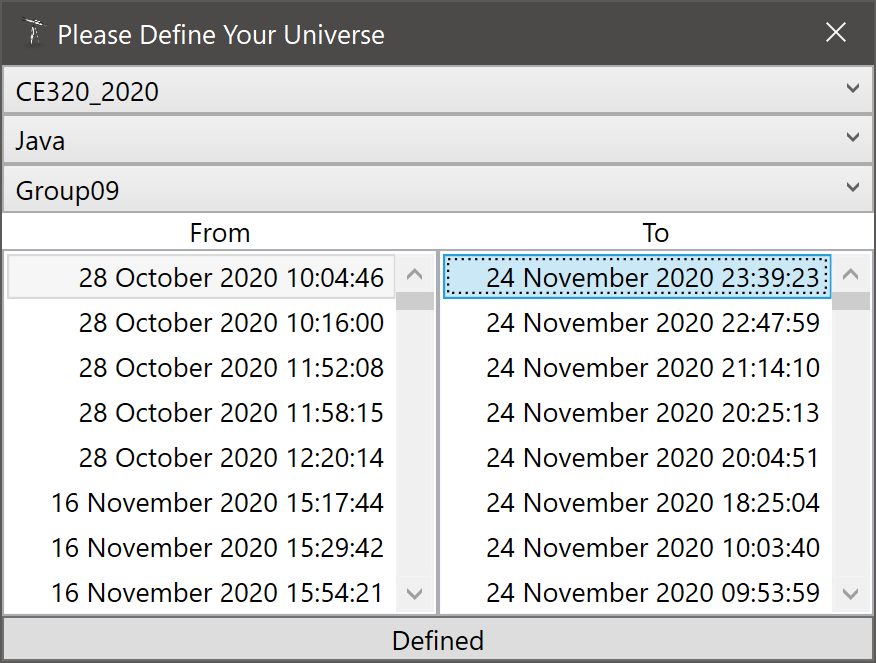 Please Define Your Universe
CE320_2020
Java
Group09
From
To
28 October 2020 10:04:46
28 October 2020 10:16:00
28 October 2020 11:52:08
28 October 2020 11:58:15
28 October 2020 12:20:14
16 November 2020 15:17:44
16 November 2020 15:29:42
16 November 2020 15:54:21
24 November 2020 23:39:23
24 November 2020 22:47:59
24 November 2020 21:14:10
24 November 2020 20:25:13
24 November 2020 20:04:51
24 November 2020 18:25:04
24 November 2020 10:03:40
24 November 2020 09:53:59
Defined